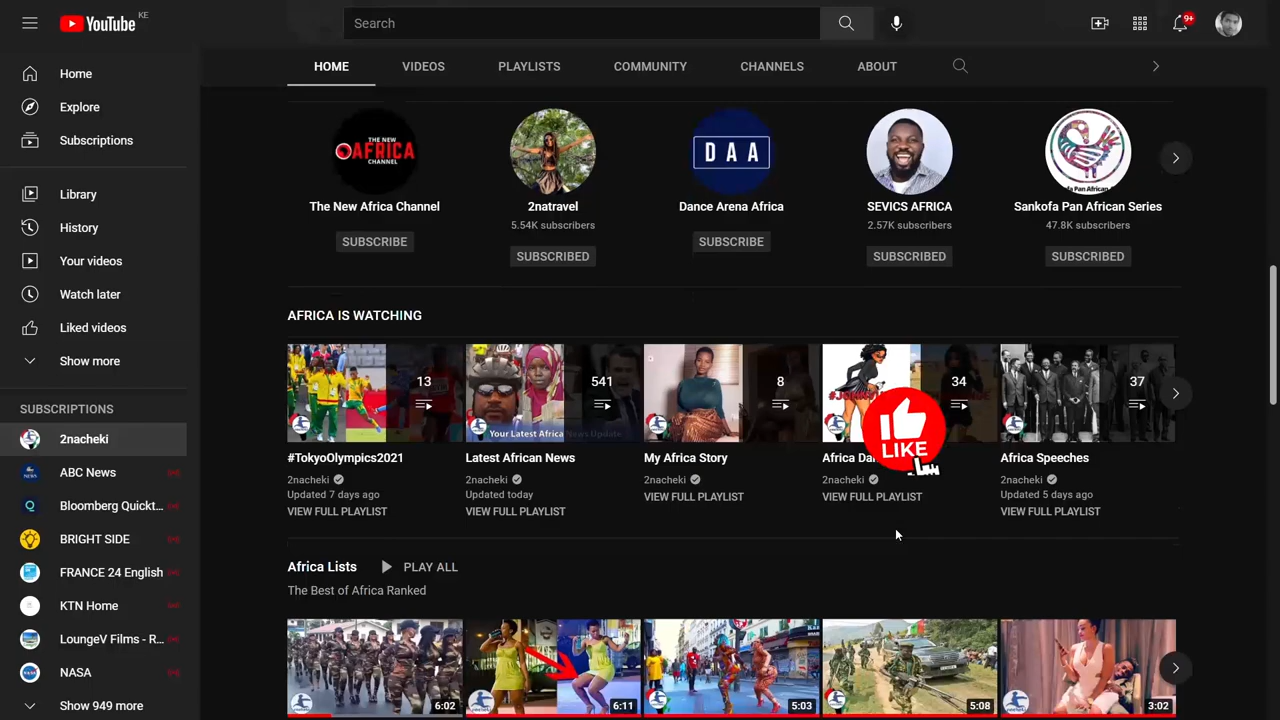 YouTube KE
Search
9+
Home
Explore
Subscriptions
Library
History
Your videos
Watch later
Liked videos
Show more
SUBSCRIPTIONS
2nacheki
ABC News
Bloomberg Quickt...
BRIGHT SIDE
FRANCE 24 English
KTN Home
LoungeV Films - R...
NASA
Show 949 more
HOME VIDEOS PLAYLISTS COMMUNITY CHANNELS ABOUT
THE NEW
AFRICA
CHANNEL
DAA
The New Africa Channel
SUBSCRIBE
2natravel
5.54K subscribers
SUBSCRIBED
Dance Arena Africa
SUBSCRIBE
SEVICS AFRICA
2.57K subscribers
SUBSCRIBED
Sankofa Pan African Series
47.8K subscribers
SUBSCRIBED
AFRICA IS WATCHING
13
#TokyoOlympics2021
2nacheki
Updated 7 days ago
VIEW FULL PLAYLIST
541
Your Latest Africa News Update
Latest African News
2nacheki
Updated today
VIEW FULL PLAYLIST
8
My Africa Story
2nacheki
VIEW FULL PLAYLIST
34
LIKE
Africa Da
2nacheki
VIEW FULL PLAYLIST
37
Africa Speeches
2nacheki
Updated 5 days ago
VIEW FULL PLAYLIST
Africa Lists PLAY ALL
The Best of Africa Ranked
6:02
6:11
5:03
5:08
3:02